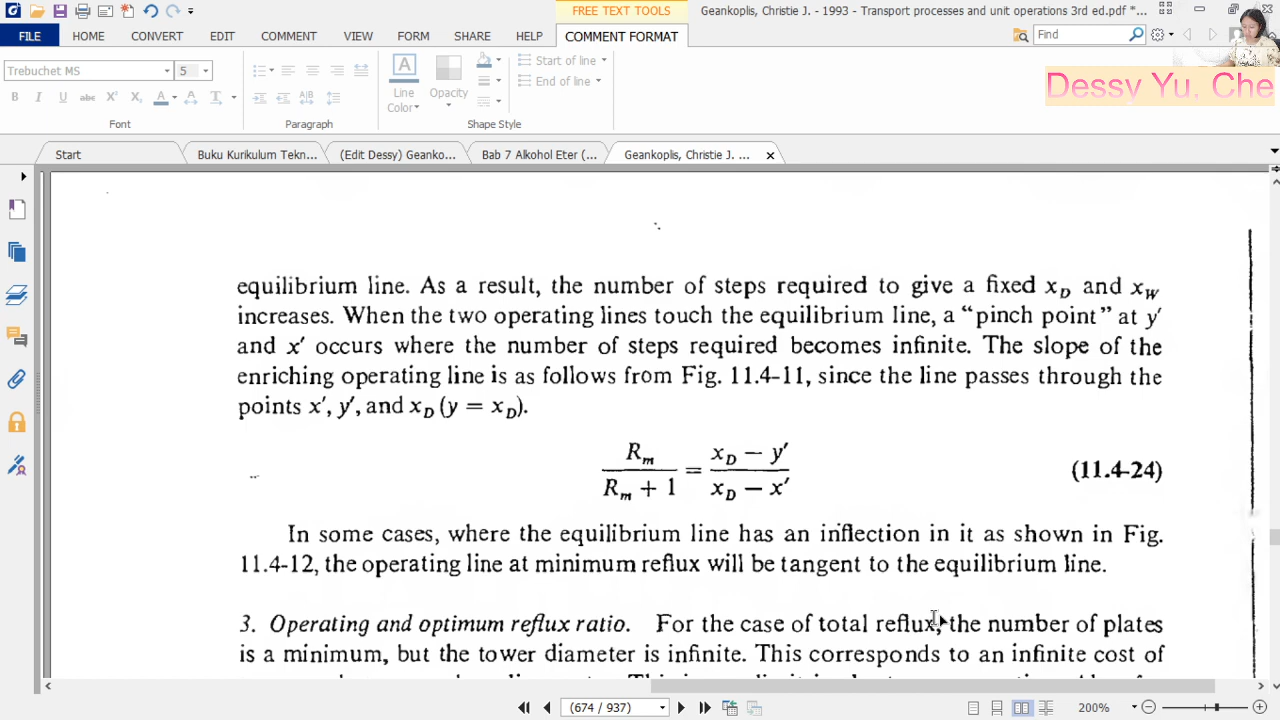 FREE TEXT TOOLS
Geankoplis, Christie J. - 1993 - Transport processes and unit operations 3rd ed.pdf *...
FILE HOME CONVERT EDIT COMMENT VIEW FORM SHARE HELP COMMENT FORMAT
Find
Trebuchet MS 5
Line Color
Opacity
Start of line
End of line
Font Paragraph Shape Style
Dessy Yu, Che
Start
Buku Kurikulum Tekn...
(Edit Dessy) Geanko...
Bab 7 Alkohol Eter (...
Geankoplis, Christie J. ...
equilibrium line. As a result, the number of steps required to give a fixed x_D and x_W
increases. When the two operating lines touch the equilibrium line, a “pinch point” at y′
and x′ occurs where the number of steps required becomes infinite. The slope of the
enriching operating line is as follows from Fig. 11.4-11, since the line passes through the
points x′, y′, and x_D (y = x_D).
R_m / (R_m + 1) = (x_D − y′) / (x_D − x′) (11.4-24)
In some cases, where the equilibrium line has an inflection in it as shown in Fig.
11.4-12, the operating line at minimum reflux will be tangent to the equilibrium line.
3. Operating and optimum reflux ratio. For the case of total reflux, the number of plates
is a minimum, but the tower diameter is infinite. This corresponds to an infinite cost of
(674 / 937)
200%